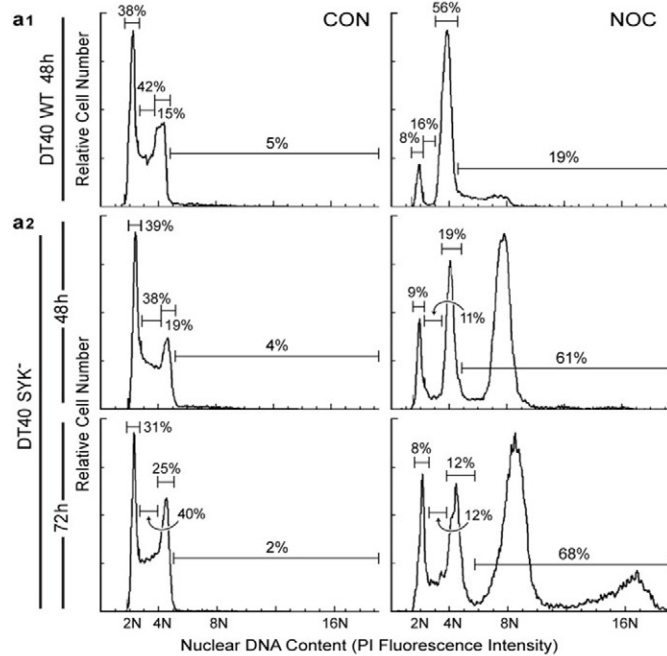 a1
CON
NOC
DT40 WT 48h
Relative Cell Number
38%
42%
15%
5%
56%
16%
8%
19%
a2
DT40 SYK-
48h
Relative Cell Number
39%
38%
19%
4%
19%
9%
11%
61%
72h
31%
25%
40%
2%
8%
12%
12%
68%
2N 4N 8N 16N
2N 4N 8N 16N
Nuclear DNA Content (PI Fluorescence Intensity)